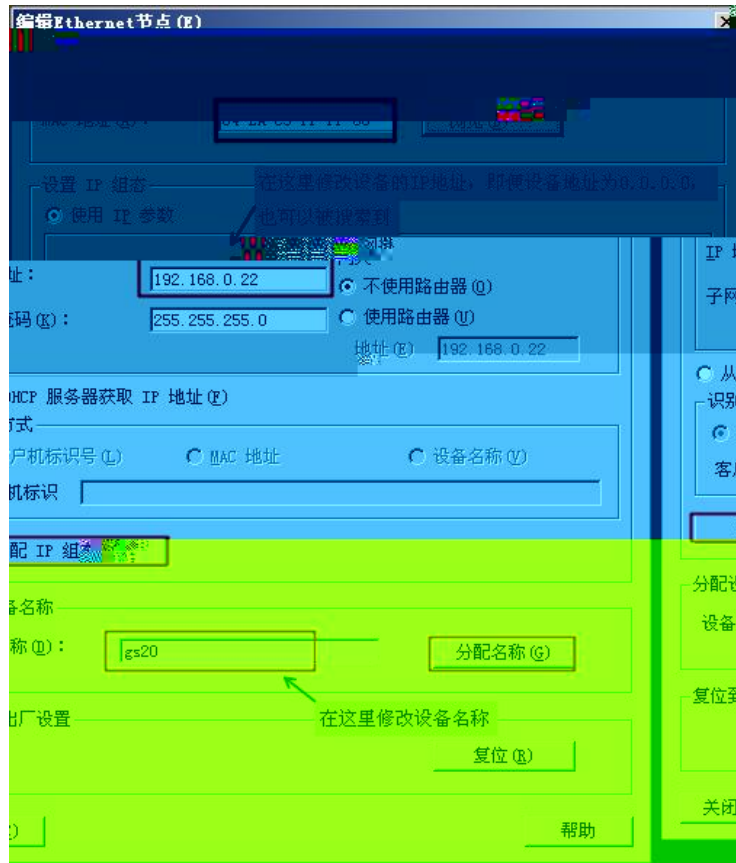 编辑Ethernet节点(E)
在这里修改设备的IP地址, 即便设备地址为0.0.0.0,
设置 IP 组态
也可以被搜索到
使用 IP 参数
IP 地
址:
192.168.0.22
不使用路由器(O)
子网
码(K):
255.255.255.0
使用路由器(U)
地址(E)
192.168.0.22
从
DHCP 服务器获取 IP 地址(F)
识别
方式
户机标识号(L)
MAC 地址
设备名称(V)
客户
机标识
配 IP 组态
分配设
备名称
设备
称(D):
gs20
分配名称(G)
在这里修改设备名称
复位到
出厂设置
复位(R)
关闭
帮助